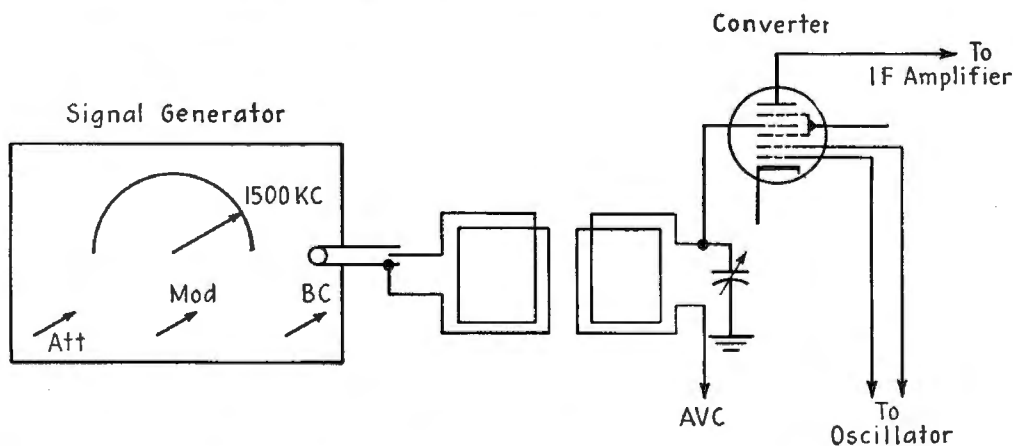 Converter
To
IF Amplifier
Signal Generator
1500 KC
Mod
BC
Att
AVC
To
Oscillator